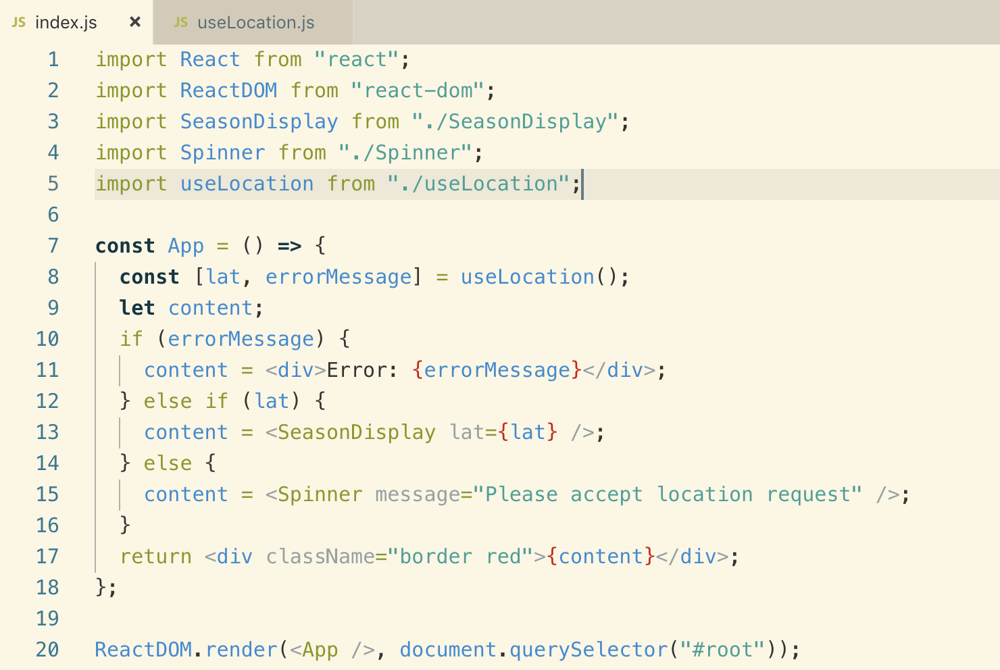 JS index.js × JS useLocation.js
1 import React from "react";
2 import ReactDOM from "react-dom";
3 import SeasonDisplay from "./SeasonDisplay";
4 import Spinner from "./Spinner";
5 import useLocation from "./useLocation";
6
7 const App = () => {
8   const [lat, errorMessage] = useLocation();
9   let content;
10   if (errorMessage) {
11     content = <div>Error: {errorMessage}</div>;
12   } else if (lat) {
13     content = <SeasonDisplay lat={lat} />;
14   } else {
15     content = <Spinner message="Please accept location request" />;
16   }
17   return <div className="border red">{content}</div>;
18 };
19
20 ReactDOM.render(<App />, document.querySelector("#root"));